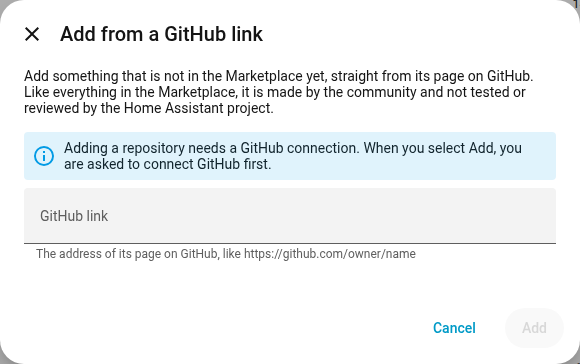 Add from a GitHub link
Add something that is not in the Marketplace yet, straight from its page on GitHub.
Like everything in the Marketplace, it is made by the community and not tested or
reviewed by the Home Assistant project.
Adding a repository needs a GitHub connection. When you select Add, you
are asked to connect GitHub first.
GitHub link
The address of its page on GitHub, like https://github.com/owner/name
Cancel
Add